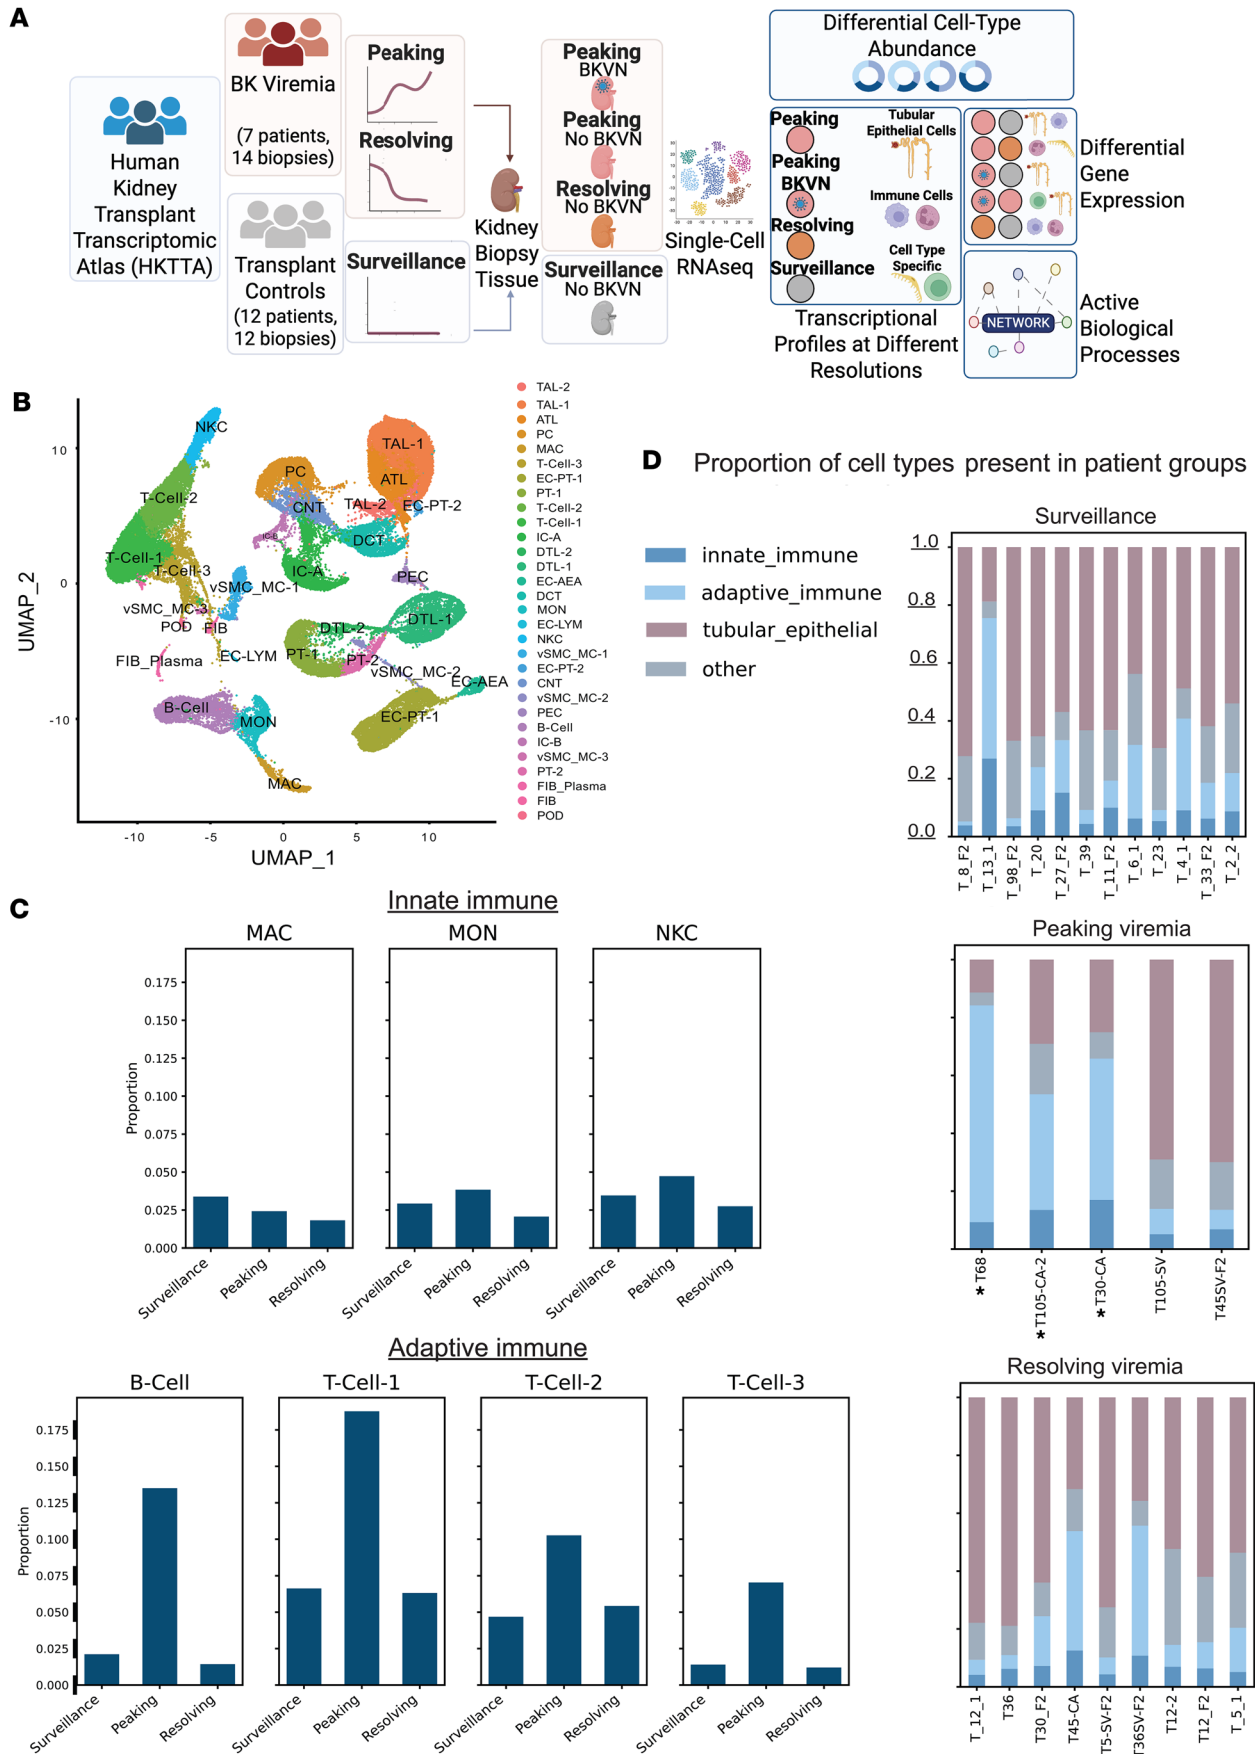 A
Human
Kidney
Transplant
Transcriptomic
Atlas (HKTTA)
BK Viremia
(7 patients,
14 biopsies)
Transplant
Controls
(12 patients,
12 biopsies)
Peaking
Resolving
Surveillance
Kidney
Biopsy
Tissue
Peaking
BKVN
Peaking
No BKVN
Resolving
No BKVN
Surveillance
No BKVN
Single-Cell
RNAseq
Differential Cell-Type
Abundance
Peaking
Peaking
BKVN
Resolving
Surveillance
Tubular
Epithelial Cells
Immune Cells
Cell Type
Specific
Transcriptional
Profiles at Different
Resolutions
Differential
Gene
Expression
NETWORK
Active
Biological
Processes
B
UMAP_2
10
0
-10
-10
-5
0
5
10
UMAP_1
NKC
T-Cell-2
T-Cell-1
T-Cell-3
vSMC_MC-1
vSMC_MC-3
POD
FIB
FIB_Plasma
EC-LYM
B-Cell
MON
MAC
PC
CNT
IC-B
IC-A
TAL-1
ATL
TAL-2
EC-PT-2
DCT
PEC
DTL-2
DTL-1
PT-1
PT-2
vSMC_MC-2
EC-AEA
EC-PT-1
TAL-2
TAL-1
ATL
PC
MAC
T-Cell-3
EC-PT-1
PT-1
T-Cell-2
T-Cell-1
IC-A
DTL-2
DTL-1
EC-AEA
DCT
MON
EC-LYM
NKC
vSMC_MC-1
EC-PT-2
CNT
vSMC_MC-2
PEC
B-Cell
IC-B
vSMC_MC-3
PT-2
FIB_Plasma
FIB
POD
C
Innate immune
MAC
MON
NKC
Proportion
0.175
0.150
0.125
0.100
0.075
0.050
0.025
0.000
Surveillance
Peaking
Resolving
Surveillance
Peaking
Resolving
Surveillance
Peaking
Resolving
Adaptive immune
B-Cell
T-Cell-1
T-Cell-2
T-Cell-3
Proportion
0.175
0.150
0.125
0.100
0.075
0.050
0.025
0.000
Surveillance
Peaking
Resolving
Surveillance
Peaking
Resolving
Surveillance
Peaking
Resolving
Surveillance
Peaking
Resolving
D
Proportion of cell types present in patient groups
innate_immune
adaptive_immune
tubular_epithelial
other
Surveillance
1.0
0.8
0.6
0.4
0.2
0.0
T_8_F2
T_13_1
T_98_F2
T_20
T_27_F2
T_39
T_11_F2
T_6_1
T_23
T_4_1
T_33_F2
T_2_2
Peaking viremia
* T68
* T105-CA-2
* T30-CA
T105-SV
T45SV-F2
Resolving viremia
T_12_1
T36
T30_F2
T45-CA
T5-SV-F2
T36SV-F2
T12-2
T12_F2
T_5_1